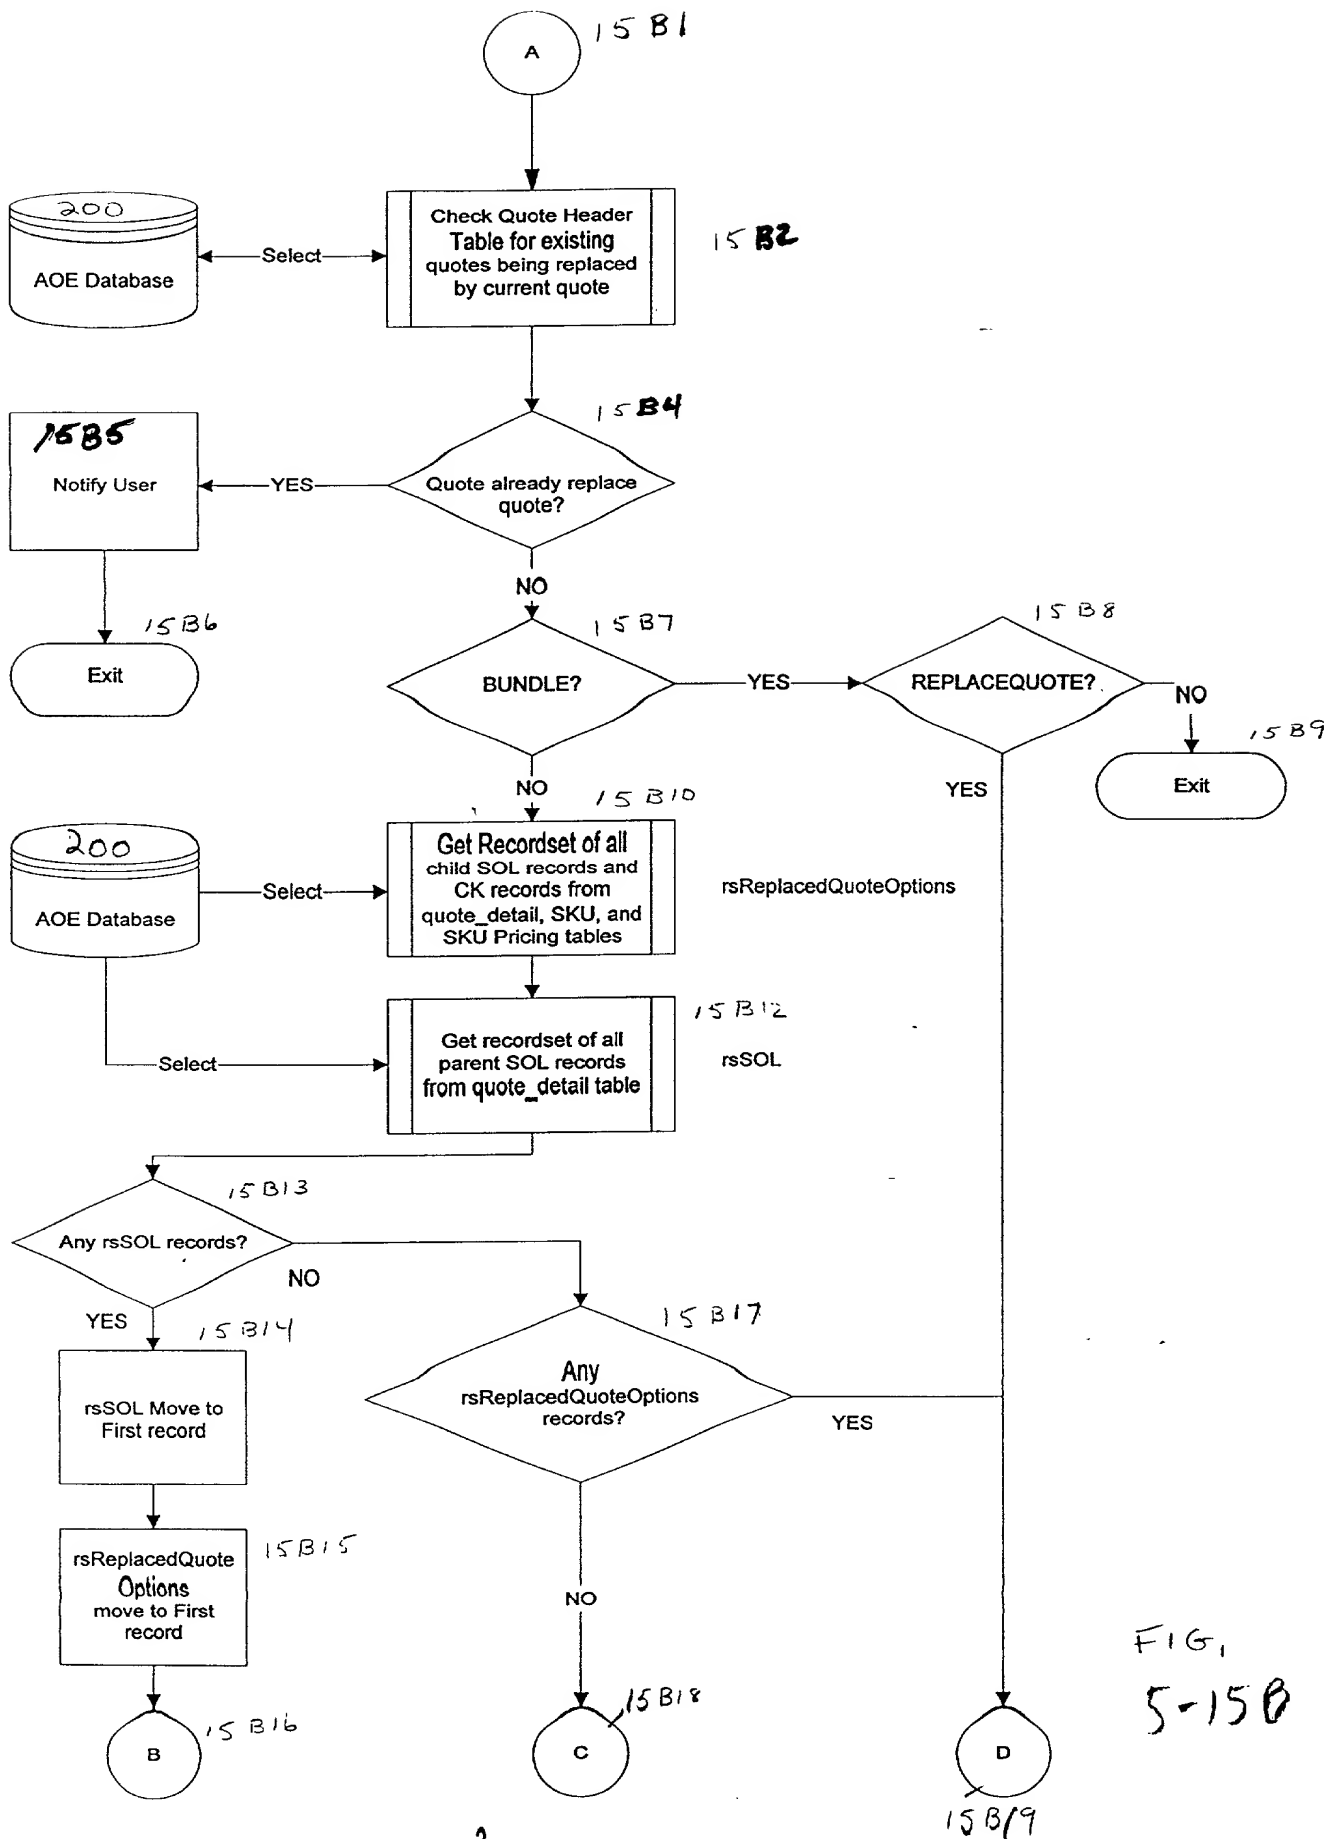 A
15 B1
200
AOE Database
Select
Check Quote Header
Table for existing
quotes being replaced
by current quote
15 B2
15 B4
15B5
Notify User
YES
Quote already replace
quote?
NO
15B6
Exit
15 B7
BUNDLE?
YES
15 B8
REPLACEQUOTE?
NO
15 B9
Exit
YES
NO
15 B10
200
AOE Database
Select
Get Recordset of all
child SOL records and
CK records from
quote_detail, SKU, and
SKU Pricing tables
rsReplacedQuoteOptions
15 B12
Select
Get recordset of all
parent SOL records
from quote_detail table
rsSOL
15 B13
Any rsSOL records?
NO
YES
15 B14
rsSOL Move to
First record
15 B17
Any
rsReplacedQuoteOptions
records?
YES
rsReplacedQuote
Options
move to First
record
15B15
NO
B
15 B16
C
15 B18
D
15B19
FIG.
5-15B